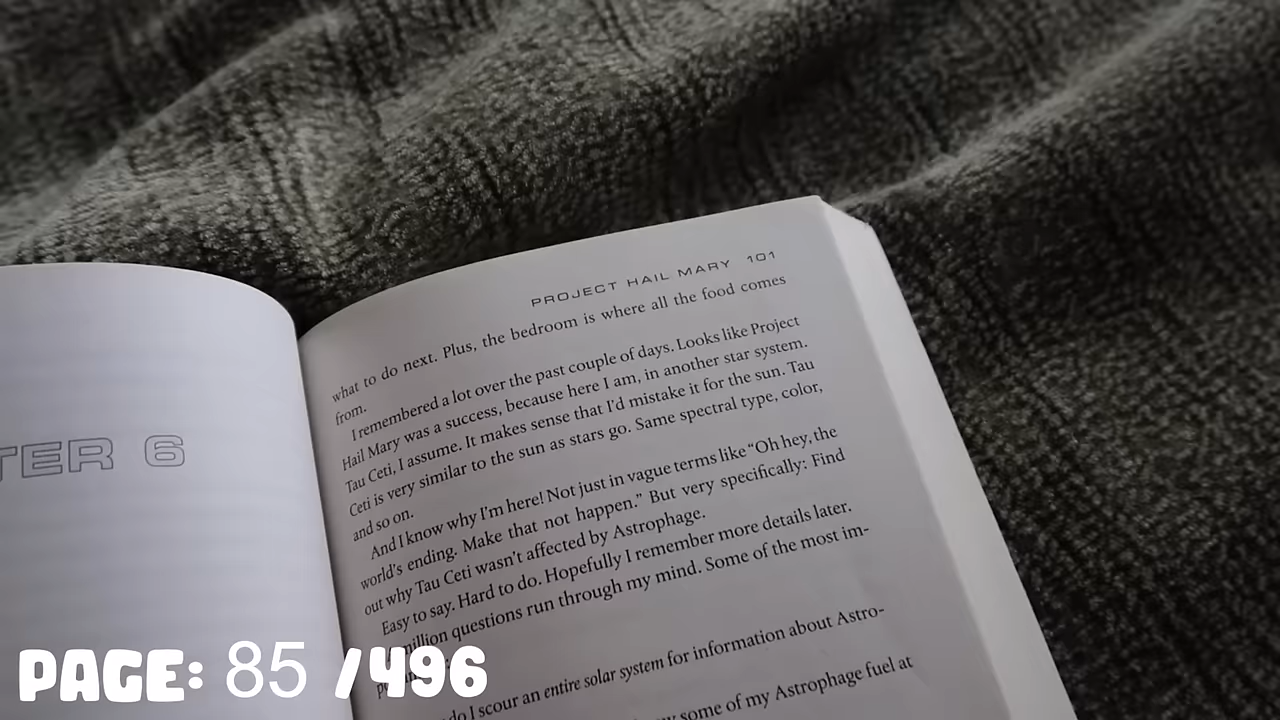 TER 6
PROJECT HAIL MARY 101
what to do next. Plus, the bedroom is where all the food comes
from.
I remembered a lot over the past couple of days. Looks like Project
Hail Mary was a success, because here I am, in another star system.
Tau Ceti, I assume. It makes sense that I'd mistake it for the sun. Tau
Ceti is very similar to the sun as stars go. Same spectral type, color,
and so on.
And I know why I'm here! Not just in vague terms like “Oh hey, the
world's ending. Make that not happen.” But very specifically: Find
out why Tau Ceti wasn't affected by Astrophage.
Easy to say. Hard to do. Hopefully I remember more details later.
million questions run through my mind. Some of the most im-
do I scour an entire solar system for information about Astro-
some of my Astrophage fuel at
PAGE: 85 /496